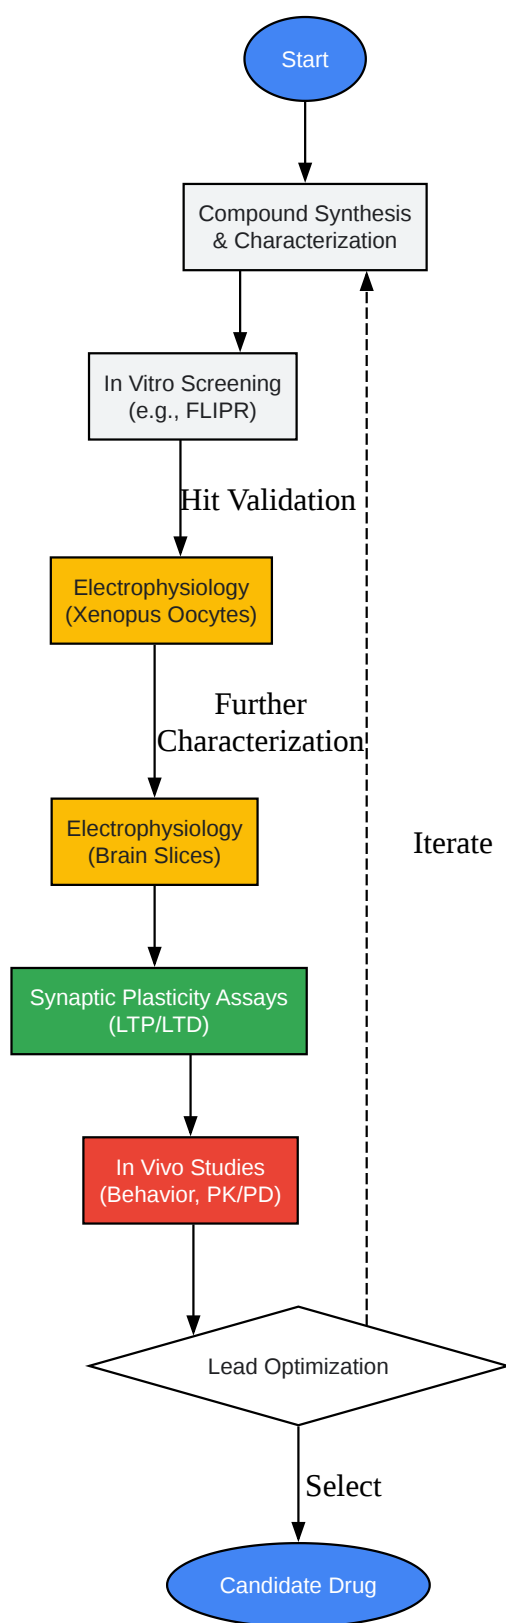 Start
Compound Synthesis
& Characterization
In Vitro Screening
(e.g., FLIPR)
Hit Validation
Electrophysiology
(Xenopus Oocytes)
Further
Characterization
Electrophysiology
(Brain Slices)
Iterate
Synaptic Plasticity Assays
(LTP/LTD)
In Vivo Studies
(Behavior, PK/PD)
Lead Optimization
Select
Candidate Drug